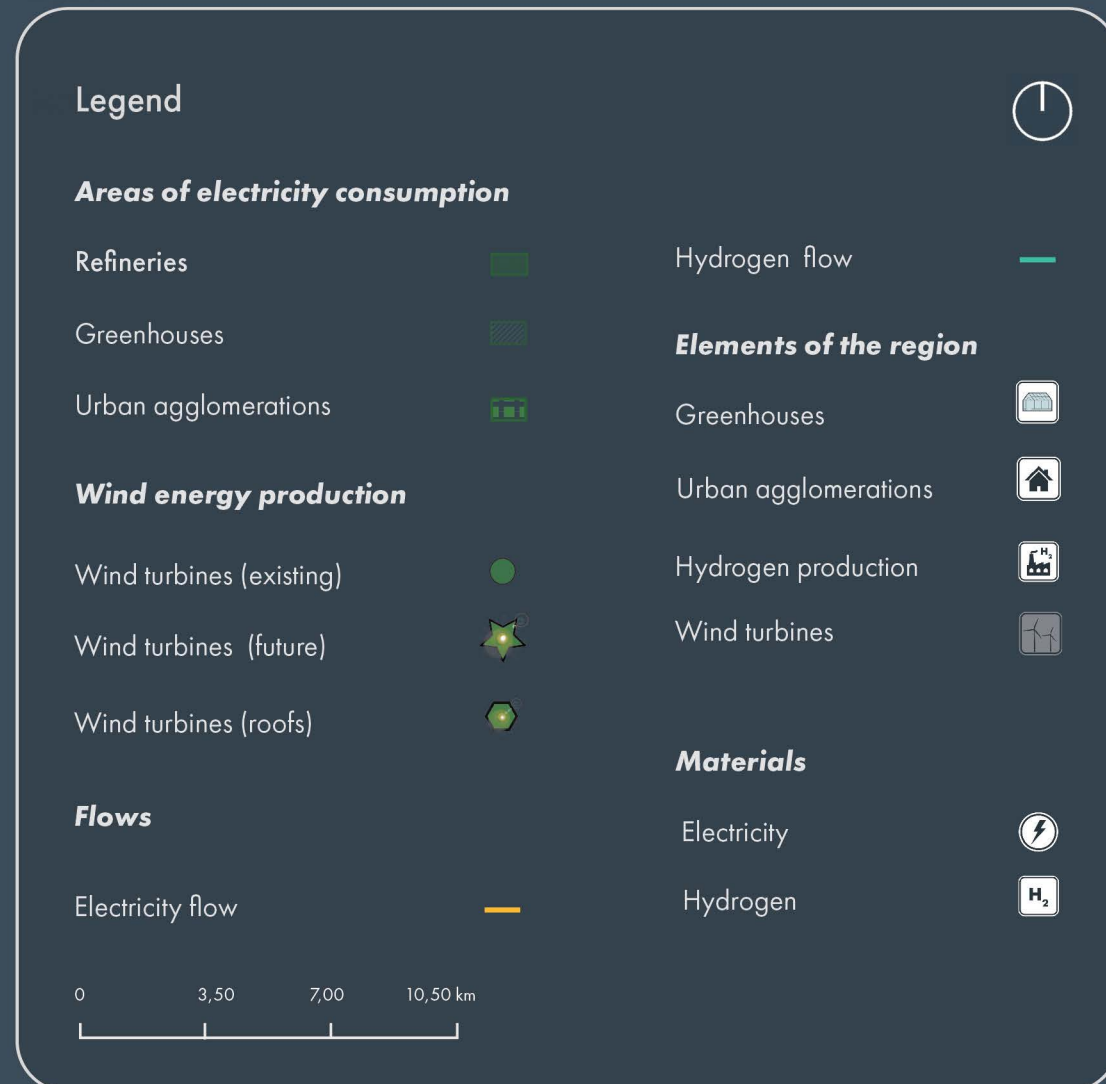 Legend
Areas of electricity consumption
Refineries
Greenhouses
Urban agglomerations
Wind energy production
Wind turbines (existing)
Wind turbines (future)
Wind turbines (roofs)
Flows
Electricity flow
0 3,50 7,00 10,50 km
Hydrogen flow
Elements of the region
Greenhouses
Urban agglomerations
Hydrogen production
H2
Wind turbines
Materials
Electricity
Hydrogen
H2